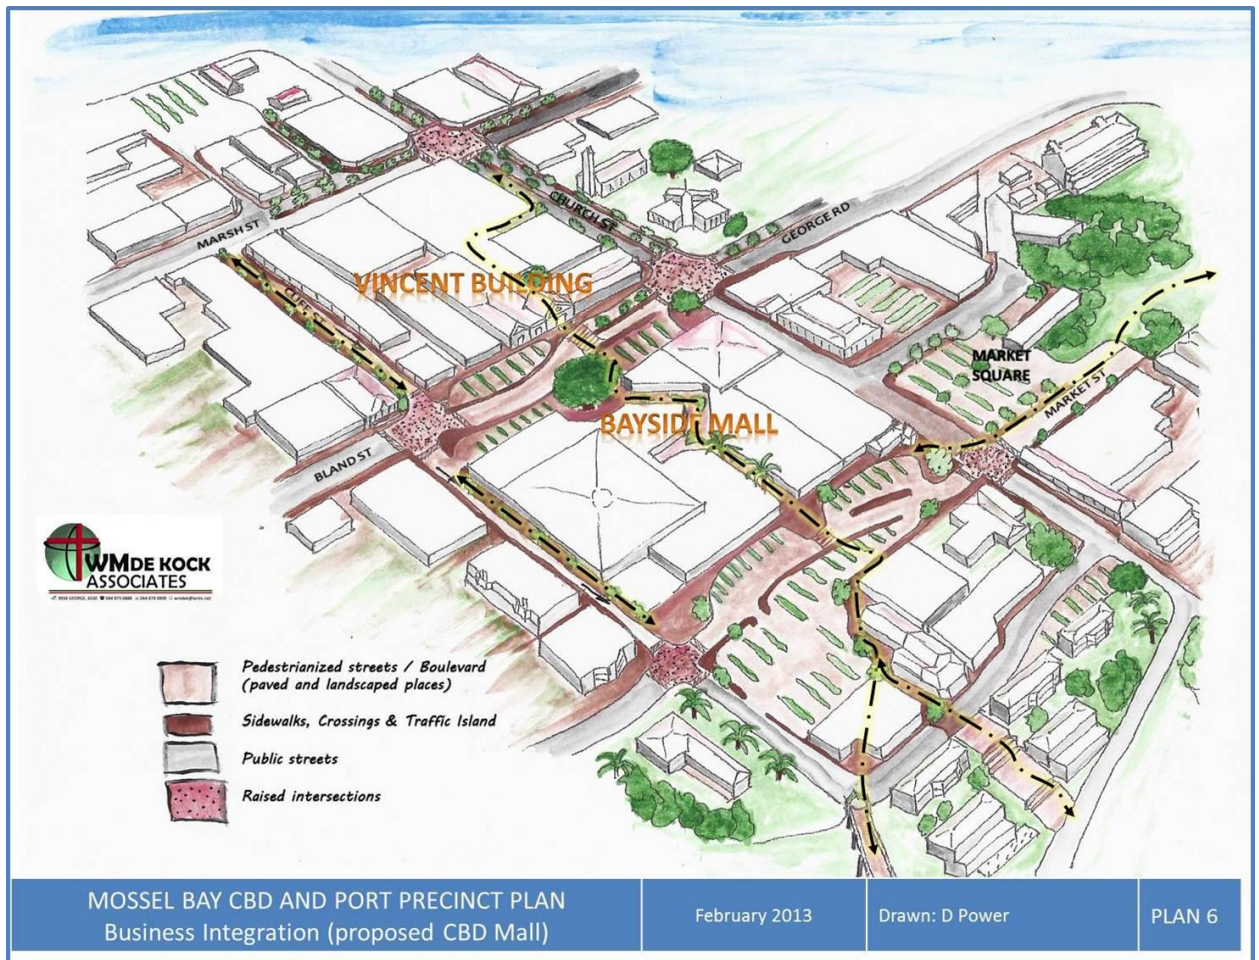 MARSH ST
CHURCH ST
GEORGE RD
VINCENT BUILDING
MARKET
SQUARE
MARKET ST
BAYSIDE MALL
BLAND ST
WMDE KOCK
ASSOCIATES
Pedestrianized streets / Boulevard
(paved and landscaped places)
Sidewalks, Crossings & Traffic Island
Public streets
Raised intersections
MOSSEL BAY CBD AND PORT PRECINCT PLAN
Business Integration (proposed CBD Mall)
February 2013
Drawn: D Power
PLAN 6